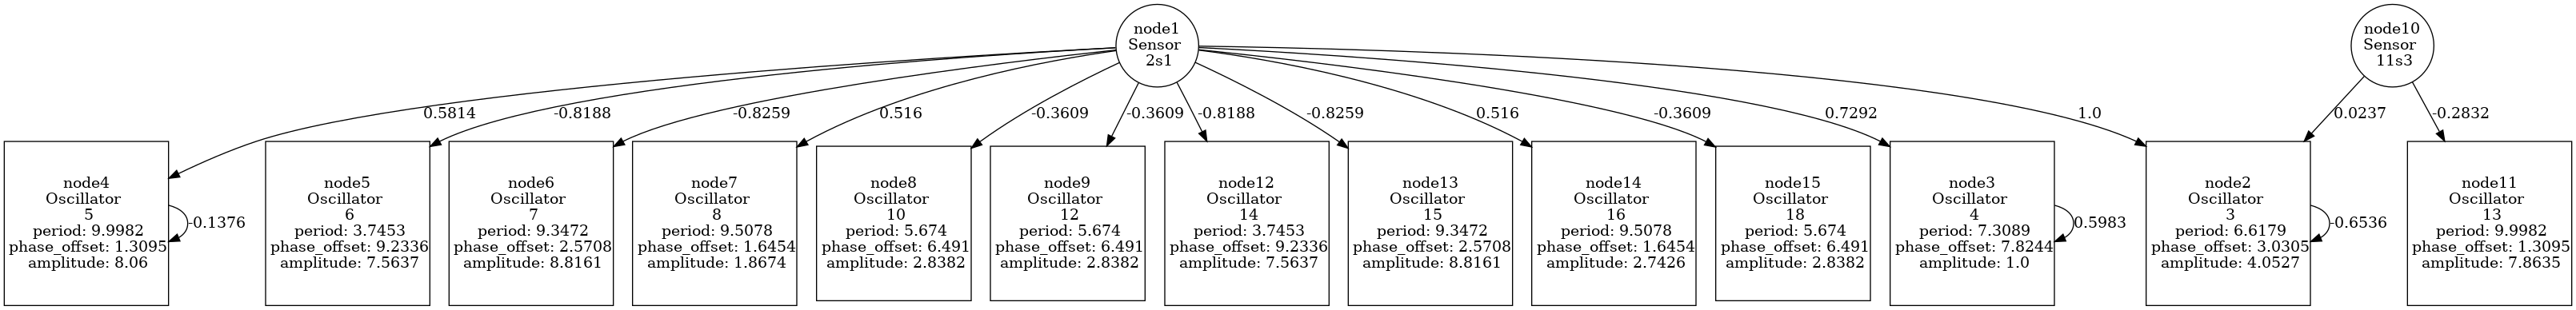 node1
Sensor
2s1
node10
Sensor
11s3
0.5814
-0.8188
-0.8259
0.516
-0.3609
-0.3609
-0.8188
-0.8259
0.516
-0.3609
0.7292
1.0
0.0237
-0.2832
node4
Oscillator
5
period: 9.9982
phase_offset: 1.3095
amplitude: 8.06
-0.1376
node5
Oscillator
6
period: 3.7453
phase_offset: 9.2336
amplitude: 7.5637
node6
Oscillator
7
period: 9.3472
phase_offset: 2.5708
amplitude: 8.8161
node7
Oscillator
8
period: 9.5078
phase_offset: 1.6454
amplitude: 1.8674
node8
Oscillator
10
period: 5.674
phase_offset: 6.491
amplitude: 2.8382
node9
Oscillator
12
period: 5.674
phase_offset: 6.491
amplitude: 2.8382
node12
Oscillator
14
period: 3.7453
phase_offset: 9.2336
amplitude: 7.5637
node13
Oscillator
15
period: 9.3472
phase_offset: 2.5708
amplitude: 8.8161
node14
Oscillator
16
period: 9.5078
phase_offset: 1.6454
amplitude: 2.7426
node15
Oscillator
18
period: 5.674
phase_offset: 6.491
amplitude: 2.8382
node3
Oscillator
4
period: 7.3089
phase_offset: 7.8244
amplitude: 1.0
0.5983
node2
Oscillator
3
period: 6.6179
phase_offset: 3.0305
amplitude: 4.0527
-0.6536
node11
Oscillator
13
period: 9.9982
phase_offset: 1.3095
amplitude: 7.8635